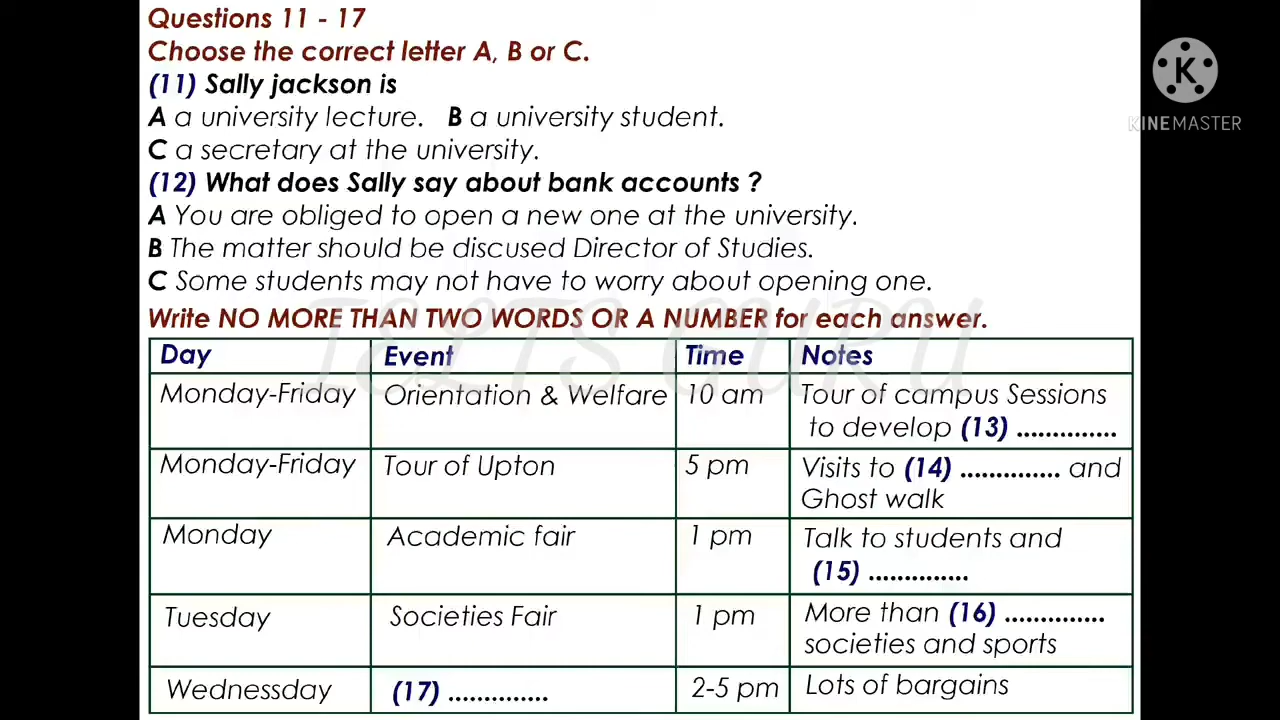 Questions 11 - 17
Choose the correct letter A, B or C.
(11) Sally jackson is
A a university lecture. B a university student.
C a secretary at the university.
(12) What does Sally say about bank accounts ?
A You are obliged to open a new one at the university.
B The matter should be discused Director of Studies.
C Some students may not have to worry about opening one.
Write NO MORE THAN TWO WORDS OR A NUMBER for each answer.
Day Event Time Notes
Monday-Friday Orientation & Welfare 10 am Tour of campus Sessions
to develop (13) ..............
Monday-Friday Tour of Upton 5 pm Visits to (14) .............. and
Ghost walk
Monday Academic fair 1 pm Talk to students and
(15) ..............
Tuesday Societies Fair 1 pm More than (16) ..............
societies and sports
Wednessday (17) .............. 2-5 pm Lots of bargains
IELTS GURU
K
KINEMASTER